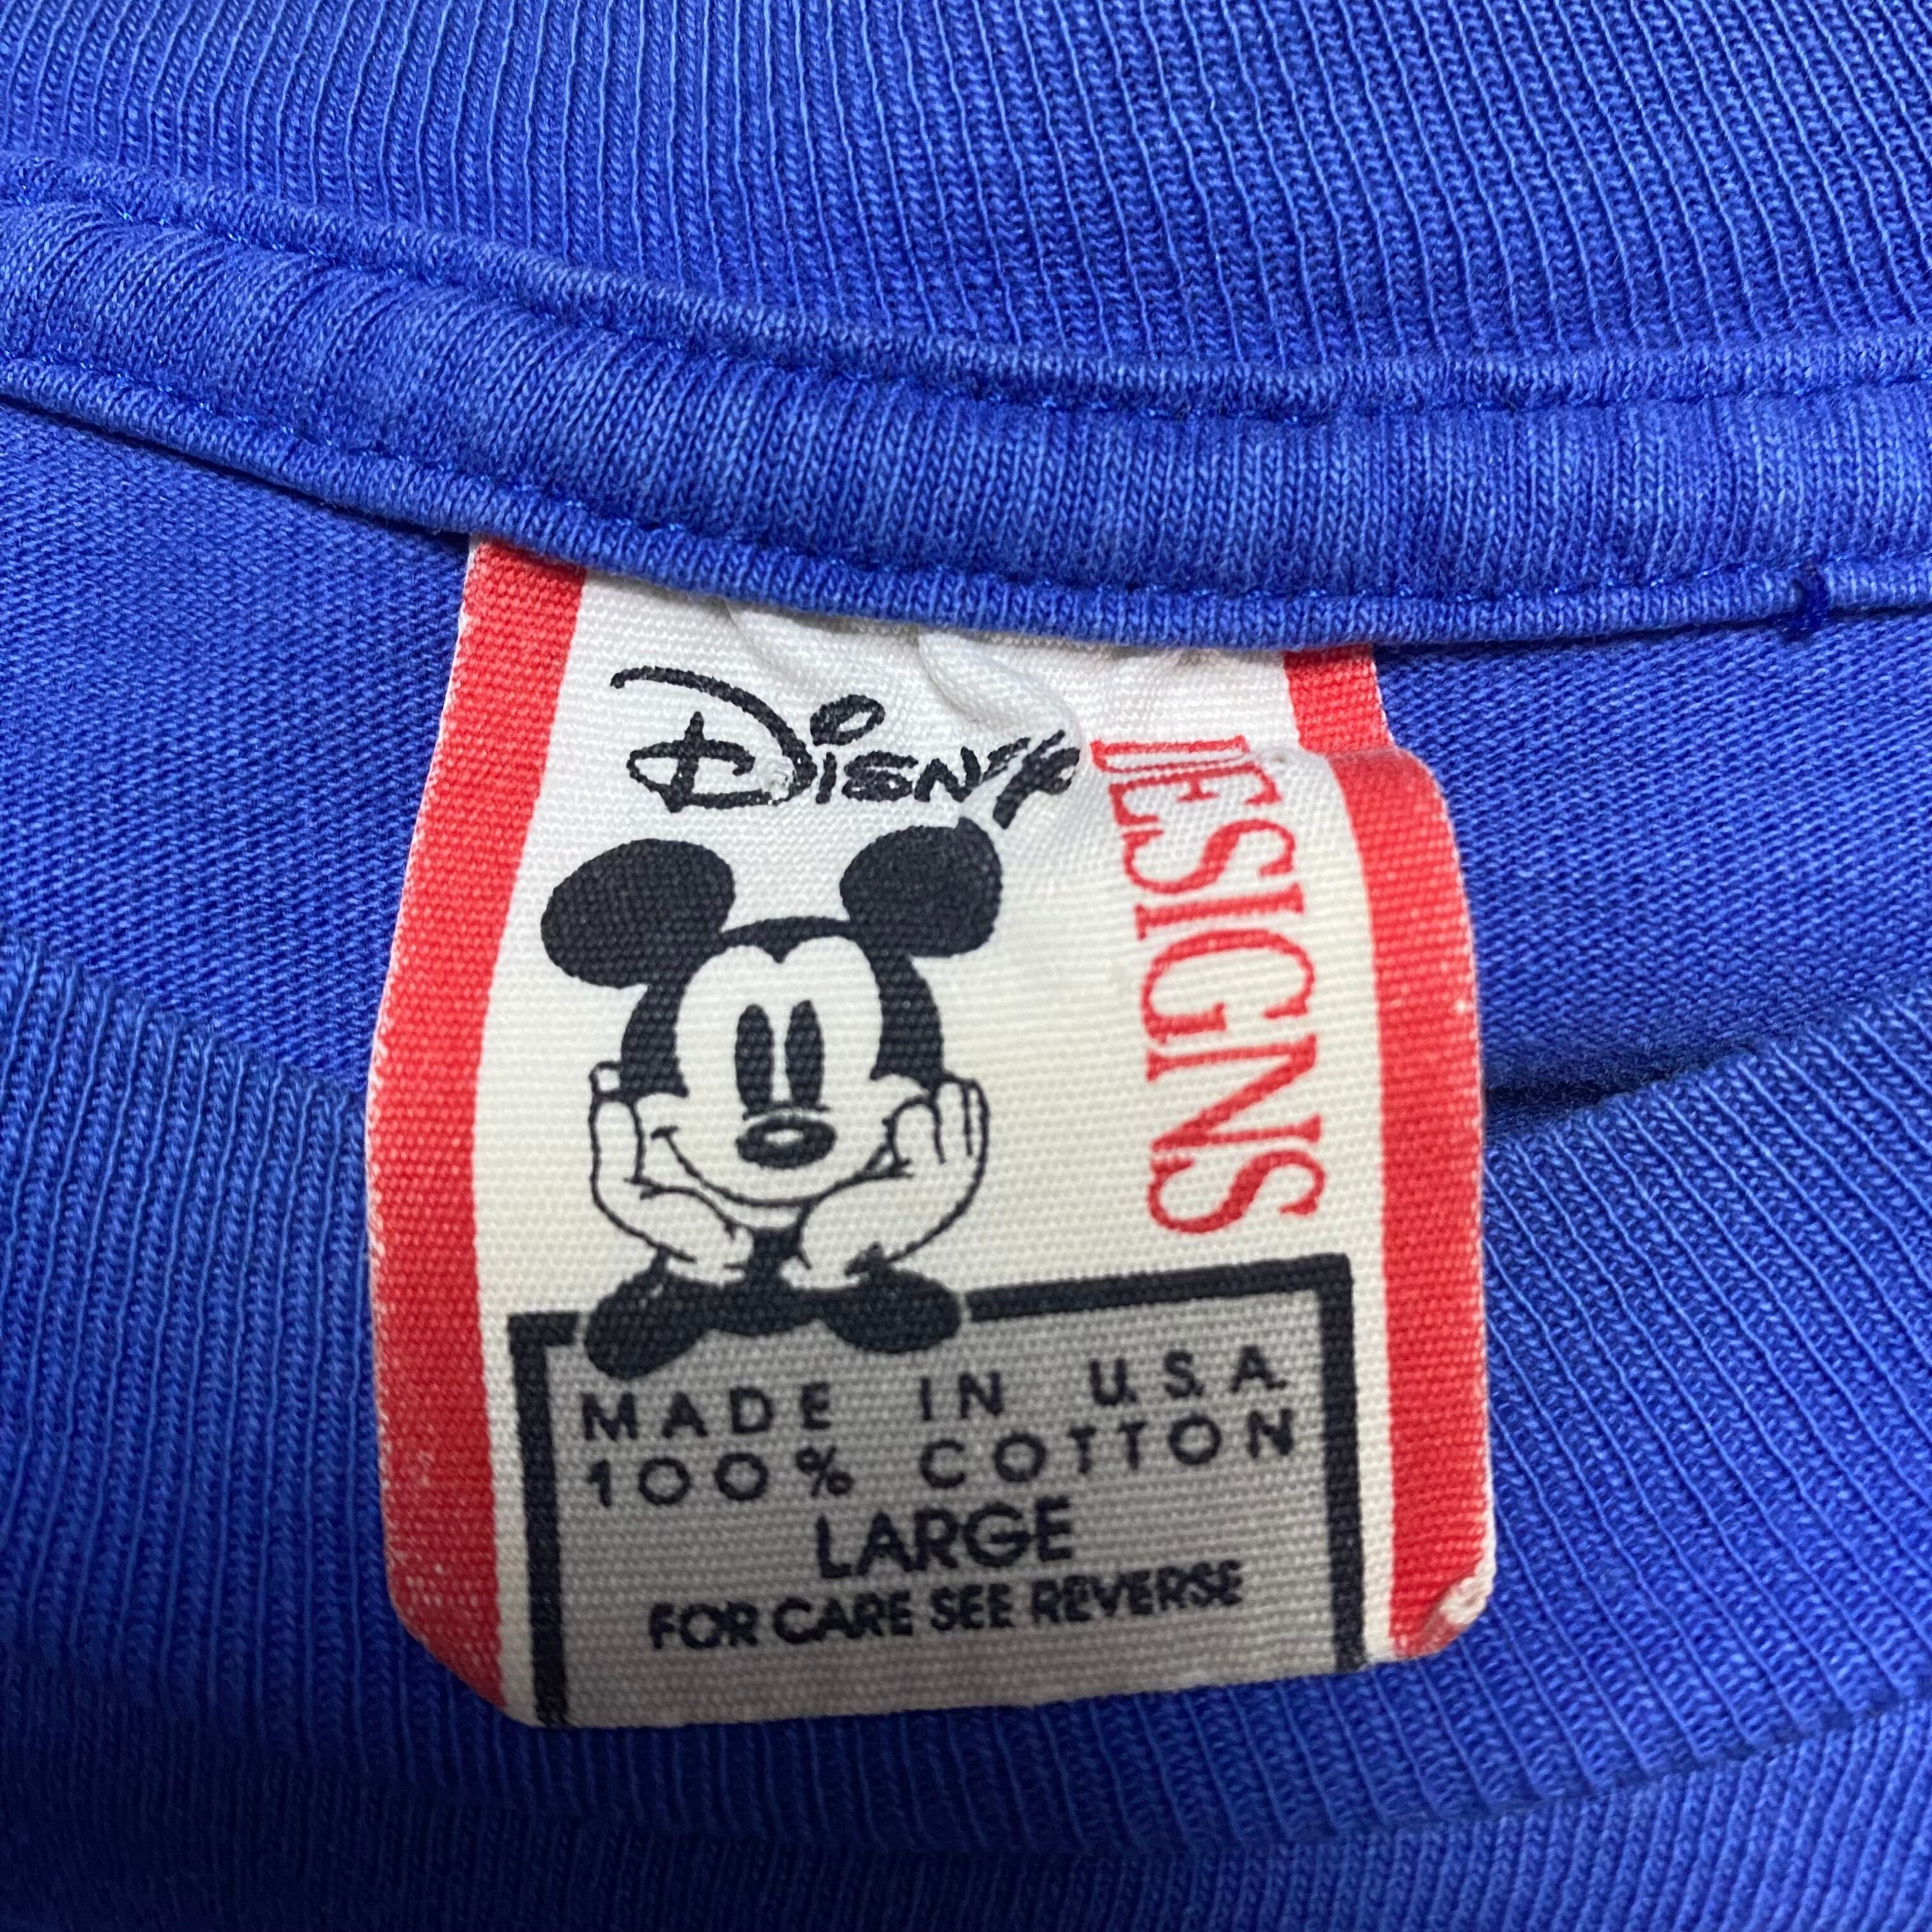 Disney
DESIGNS
MADE IN U.S.A.
100% COTTON
LARGE
FOR CARE SEE REVERSE